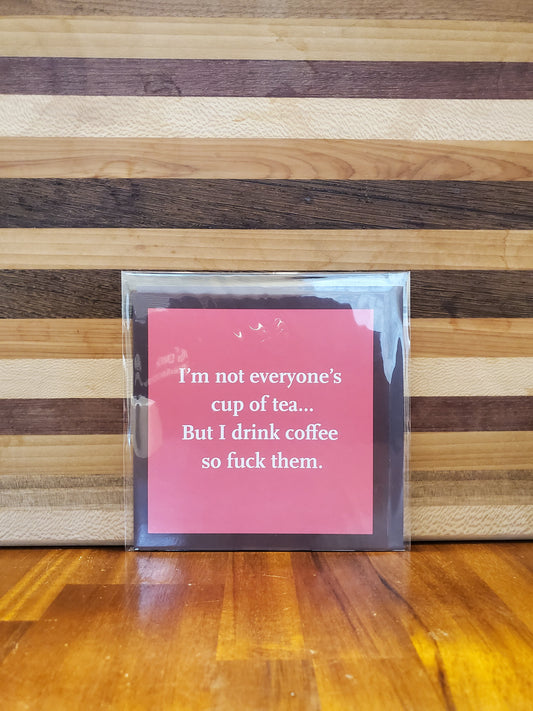 I'm not everyone's
cup of tea...
But I drink coffee
so fuck them.